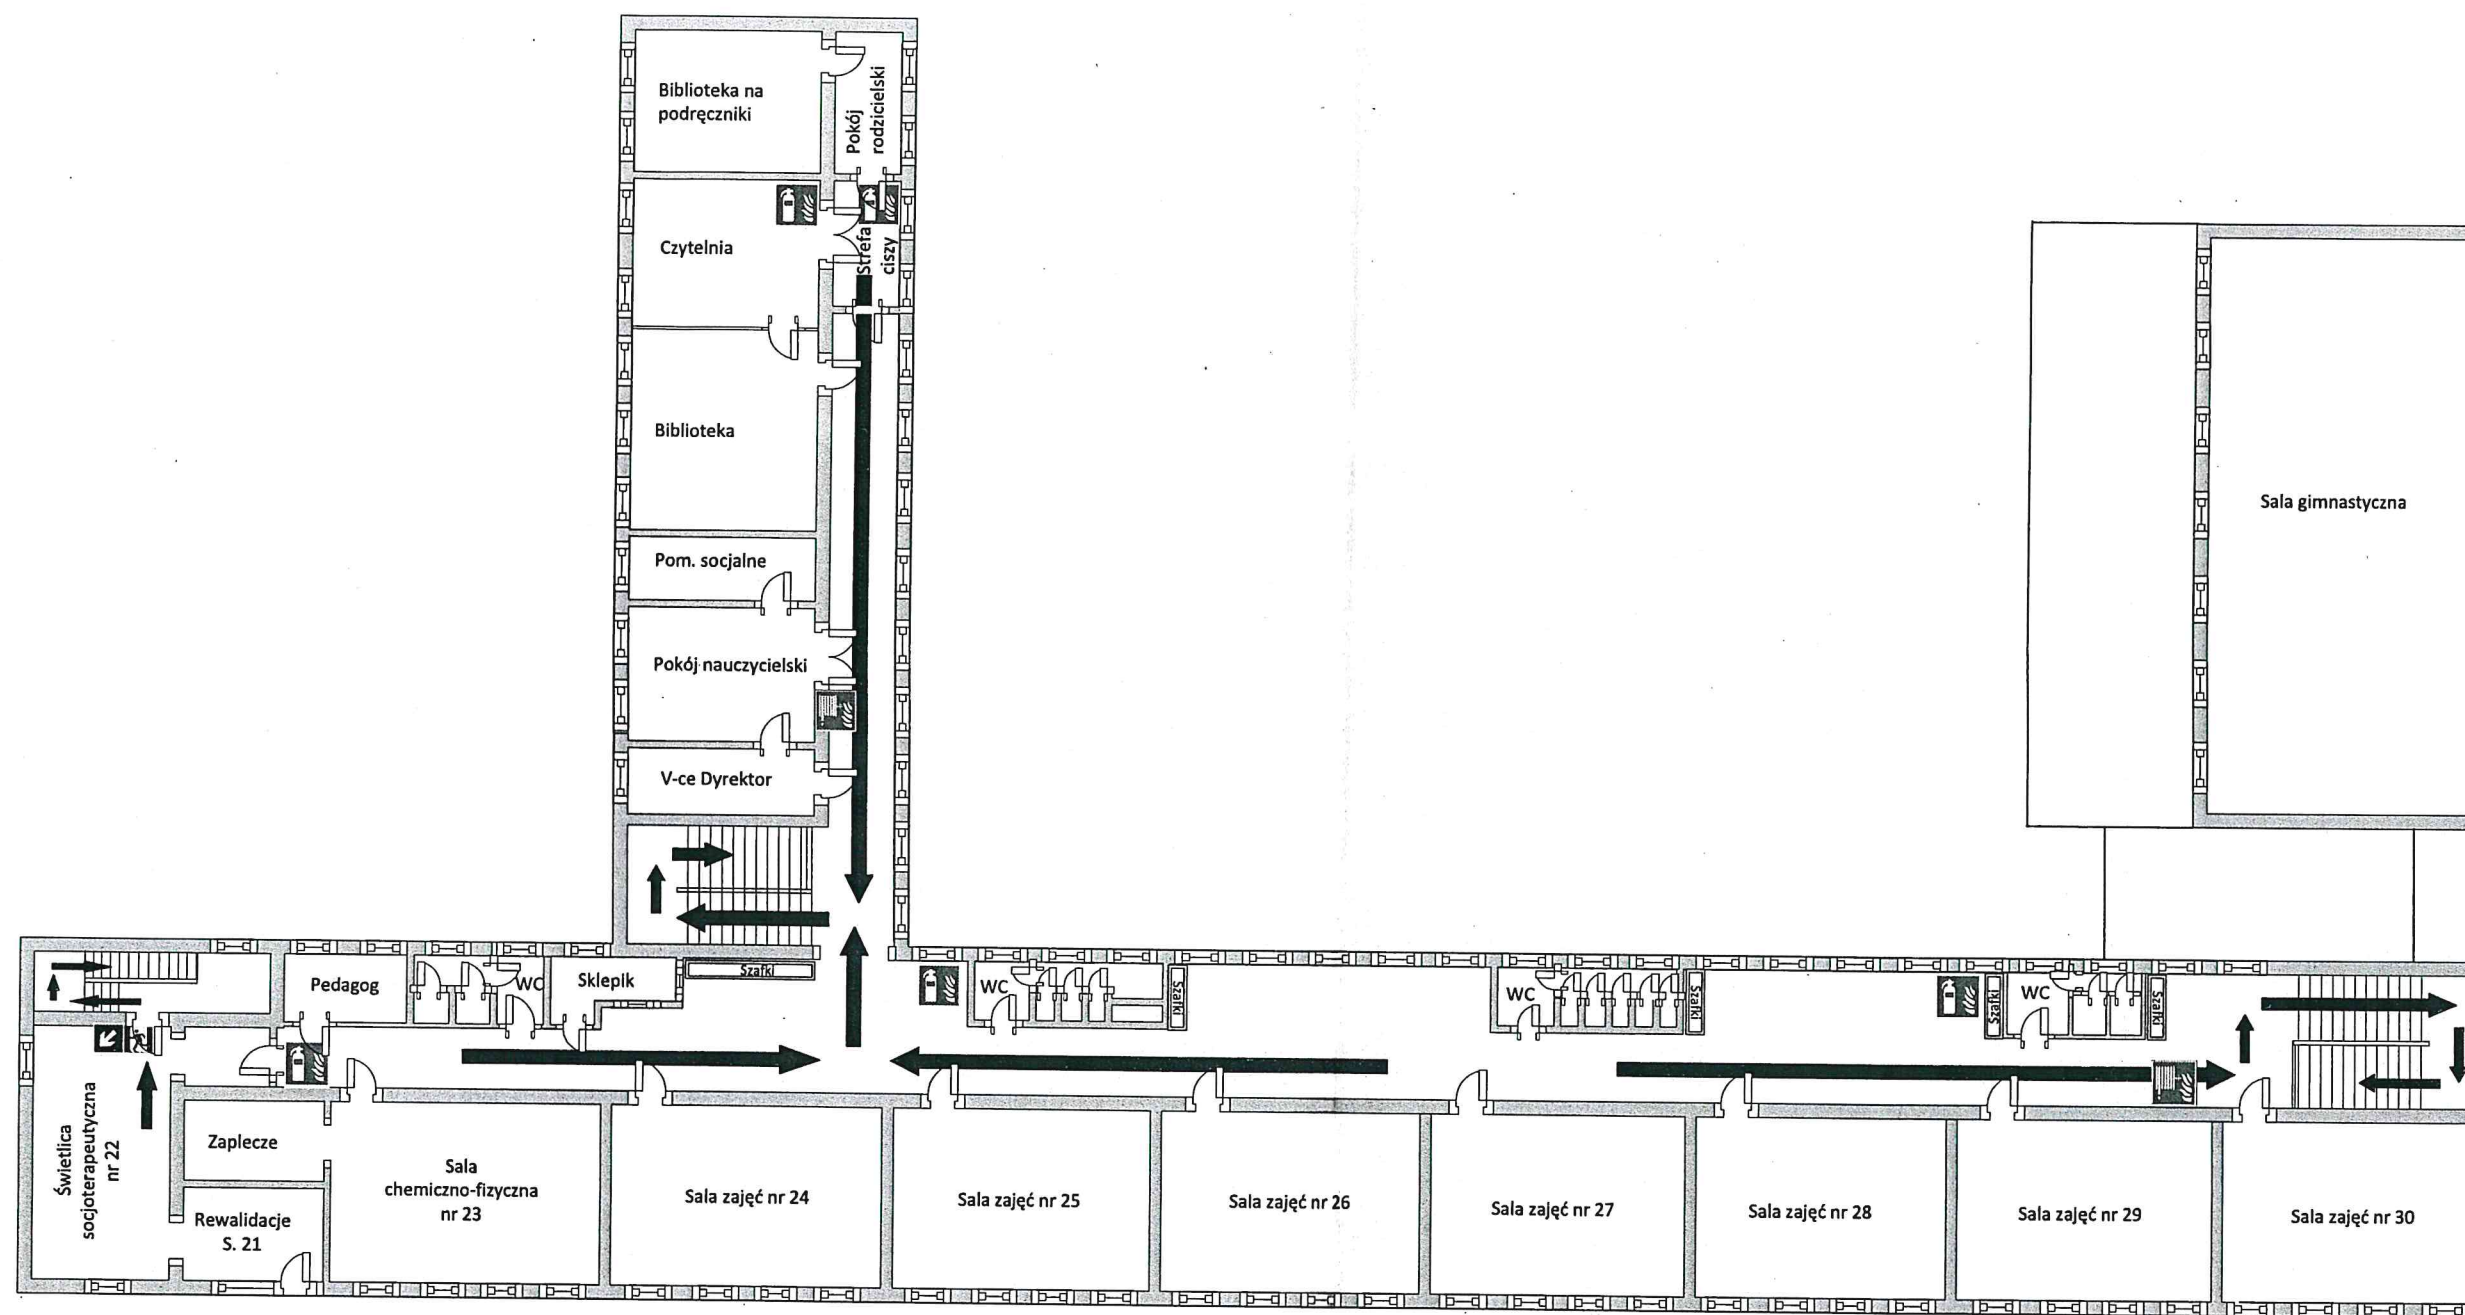 Biblioteka na
podręczniki
Pokój
rodzicielski
Czytelnia
Strefa
ciszy
Biblioteka
Pom. socjalne
Pokój nauczycielski
V-ce Dyrektor
Sala gimnastyczna
Pedagog
WC
Sklepik
Szafki
WC
Szafki
WC
Szafki
Szafki
WC
Szafki
Świetlica
socjoterapeutyczna
nr 22
Zaplecze
Rewalidacje
S. 21
Sala
chemiczno-fizyczna
nr 23
Sala zajęć nr 24
Sala zajęć nr 25
Sala zajęć nr 26
Sala zajęć nr 27
Sala zajęć nr 28
Sala zajęć nr 29
Sala zajęć nr 30